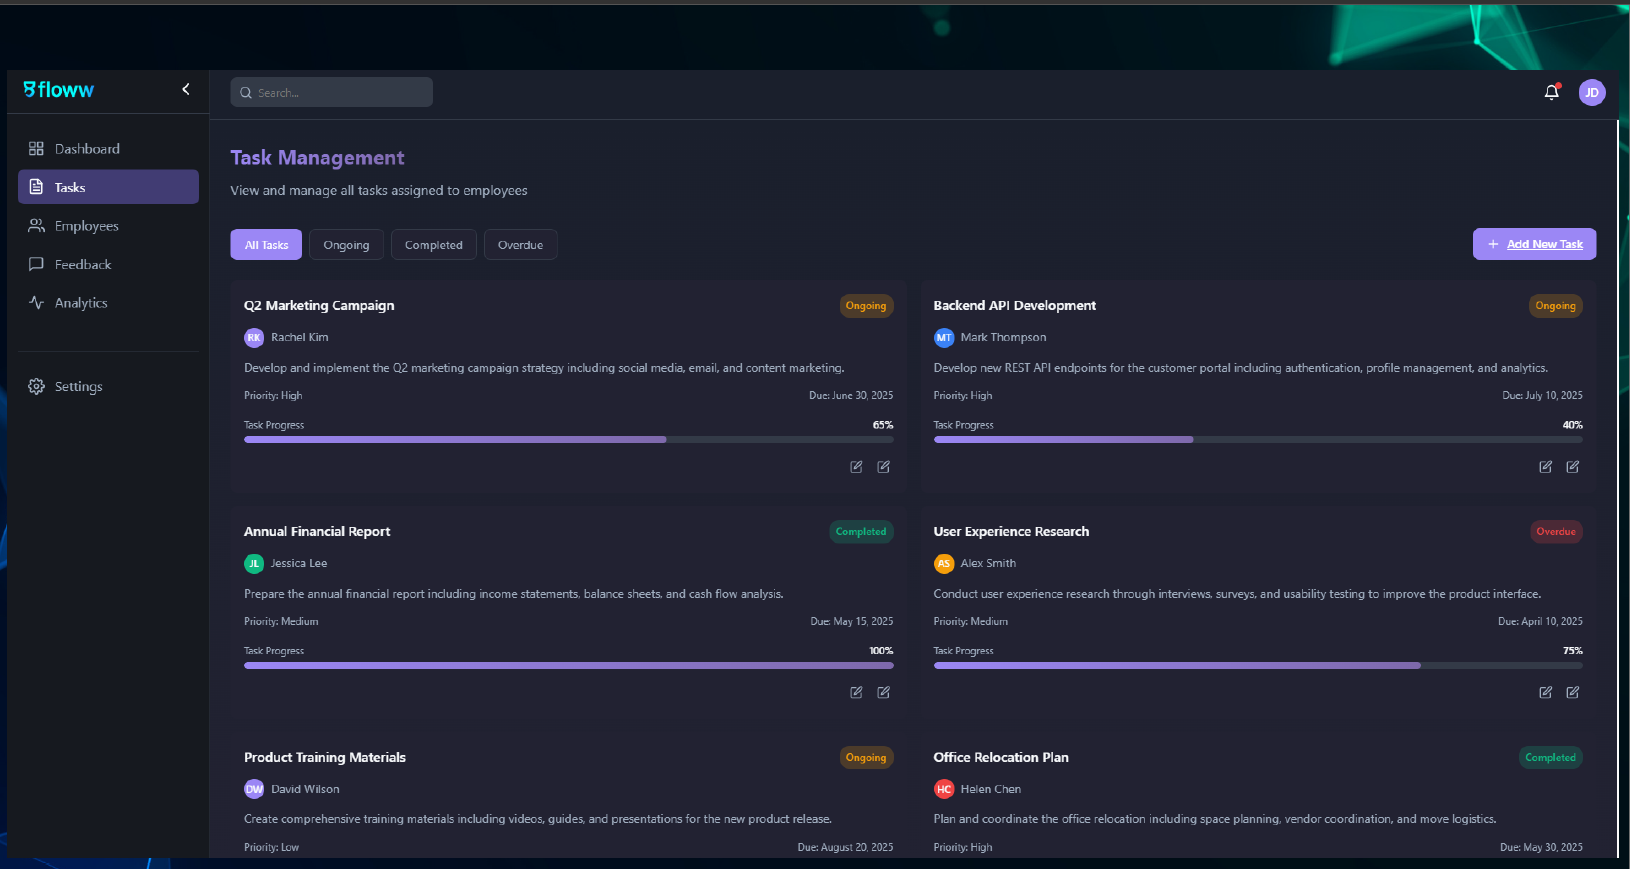 floww
Search...
JD
Dashboard
Tasks
Employees
Feedback
Analytics
Settings
Task Management
View and manage all tasks assigned to employees
All Tasks
Ongoing
Completed
Overdue
+ Add New Task
Q2 Marketing Campaign
Ongoing
RK Rachel Kim
Develop and implement the Q2 marketing campaign strategy including social media, email, and content marketing.
Priority: High
Due: June 30, 2025
Task Progress
65%
Backend API Development
Ongoing
MT Mark Thompson
Develop new REST API endpoints for the customer portal including authentication, profile management, and analytics.
Priority: High
Due: July 10, 2025
Task Progress
40%
Annual Financial Report
Completed
JL Jessica Lee
Prepare the annual financial report including income statements, balance sheets, and cash flow analysis.
Priority: Medium
Due: May 15, 2025
Task Progress
100%
User Experience Research
Overdue
AS Alex Smith
Conduct user experience research through interviews, surveys, and usability testing to improve the product interface.
Priority: Medium
Due: April 10, 2025
Task Progress
75%
Product Training Materials
Ongoing
DW David Wilson
Create comprehensive training materials including videos, guides, and presentations for the new product release.
Priority: Low
Due: August 20, 2025
Office Relocation Plan
Completed
HC Helen Chen
Plan and coordinate the office relocation including space planning, vendor coordination, and move logistics.
Priority: High
Due: May 30, 2025